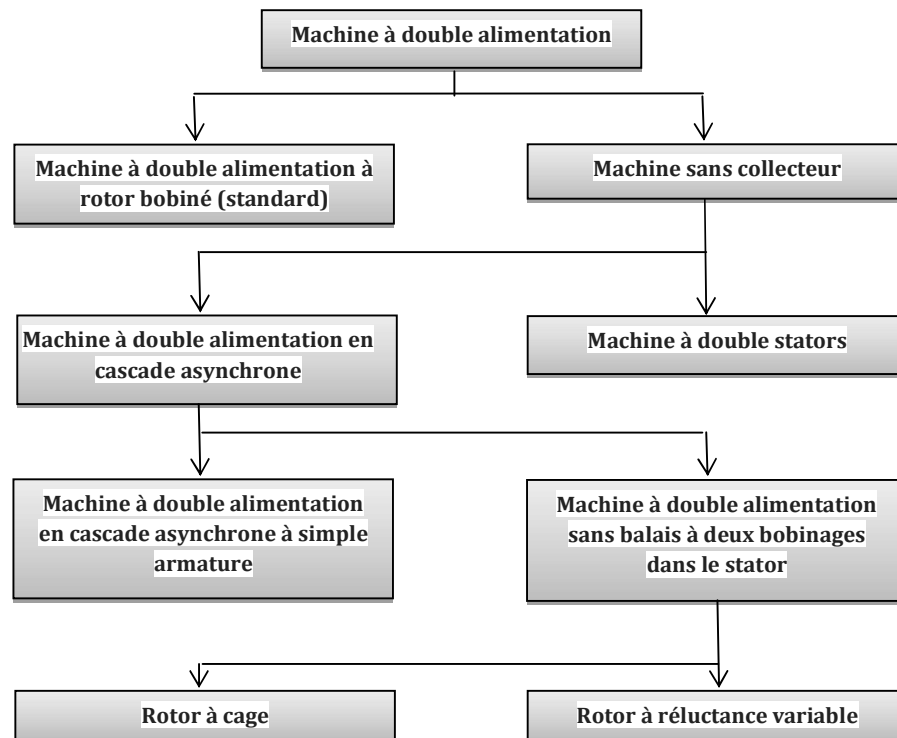 Machine à double alimentation
Machine à double alimentation à
rotor bobiné (standard)
Machine sans collecteur
Machine à double alimentation en
cascade asynchrone
Machine à double stators
Machine à double alimentation
en cascade asynchrone à simple
armature
Machine à double alimentation
sans balais à deux bobinages
dans le stator
Rotor à cage
Rotor à réluctance variable